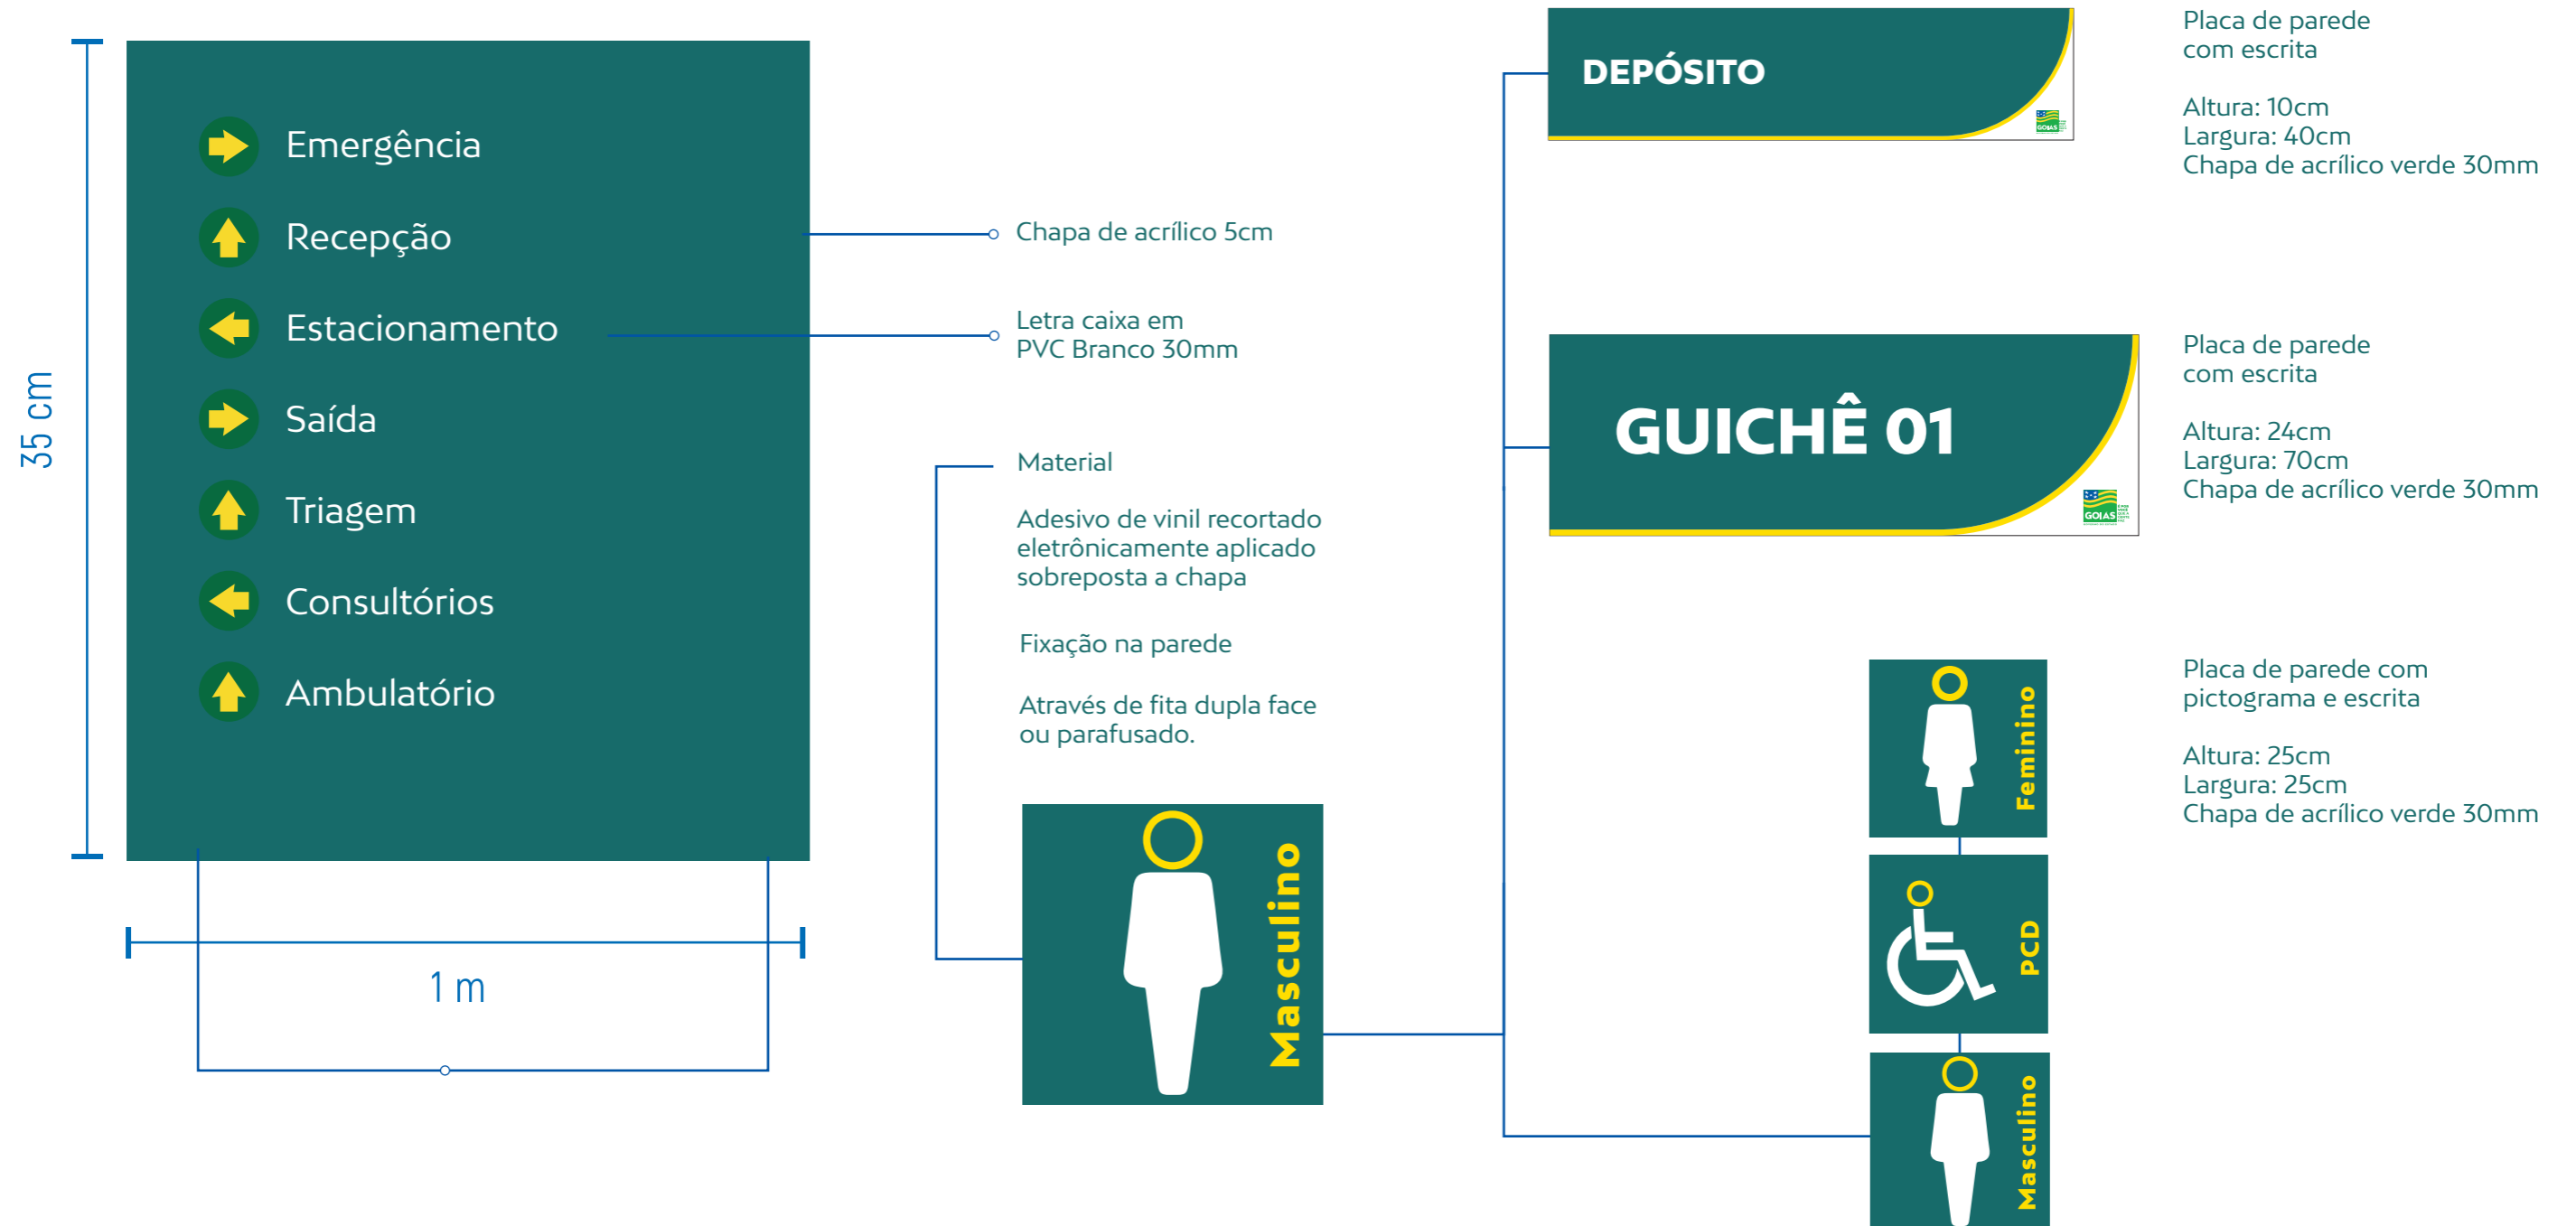 35 cm
Emergência
Recepção
Estacionamento
Saída
Triagem
Consultórios
Ambulatório
1 m
Chapa de acrílico 5cm
Letra caixa em
PVC Branco 30mm
Material
Adesivo de vinil recortado
eletrônicamente aplicado
sobreposta a chapa
Fixação na parede
Através de fita dupla face
ou parafusado.
Masculino
DEPÓSITO
GOIAS
Placa de parede
com escrita
Altura: 10cm
Largura: 40cm
Chapa de acrílico verde 30mm
GUICHÊ 01
GOIAS
Placa de parede
com escrita
Altura: 24cm
Largura: 70cm
Chapa de acrílico verde 30mm
Feminino
PCD
Masculino
Placa de parede com
pictograma e escrita
Altura: 25cm
Largura: 25cm
Chapa de acrílico verde 30mm